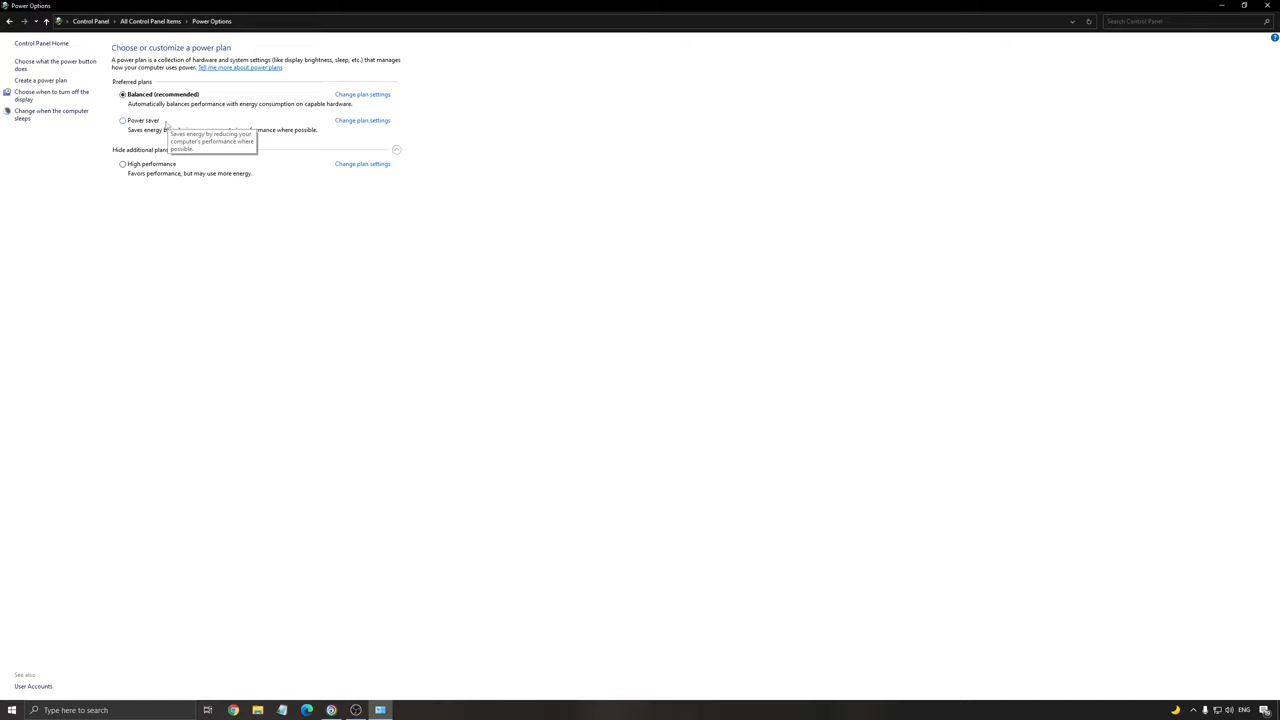 Power Options
Control Panel > All Control Panel Items > Power Options
Search Control Panel
Control Panel Home
Choose what the power button
does
Create a power plan
Choose when to turn off the
display
Change when the computer
sleeps
Choose or customize a power plan
A power plan is a collection of hardware and system settings (like display brightness, sleep, etc.) that manages
how your computer uses power. Tell me more about power plans
Preferred plans
Balanced (recommended) Change plan settings
Automatically balances performance with energy consumption on capable hardware.
Power saver Change plan settings
Saves energy by formance where possible.
Saves energy by reducing your
computer's performance where
possible.
Hide additional plans
High performance Change plan settings
Favors performance, but may use more energy.
See also
User Accounts
Type here to search
ENG